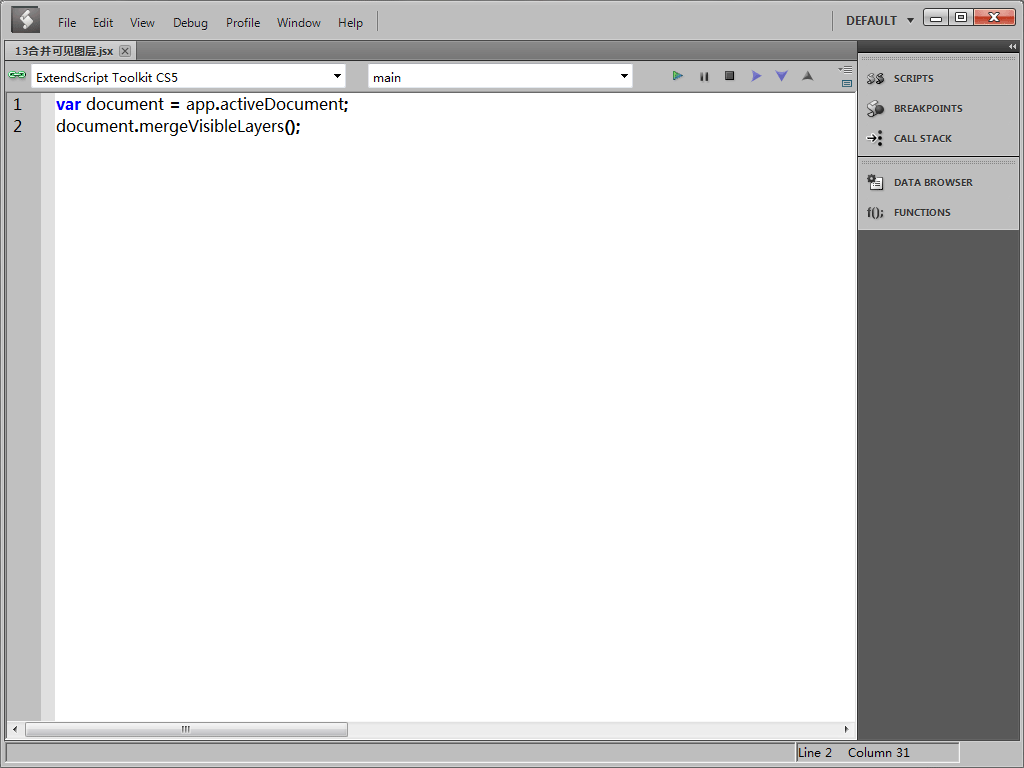 File Edit View Debug Profile Window Help DEFAULT
13合并可见图层.jsx
ExtendScript Toolkit CS5 main
1 var document = app.activeDocument;
2 document.mergeVisibleLayers();
SCRIPTS
BREAKPOINTS
CALL STACK
DATA BROWSER
f(); FUNCTIONS
Line 2 Column 31